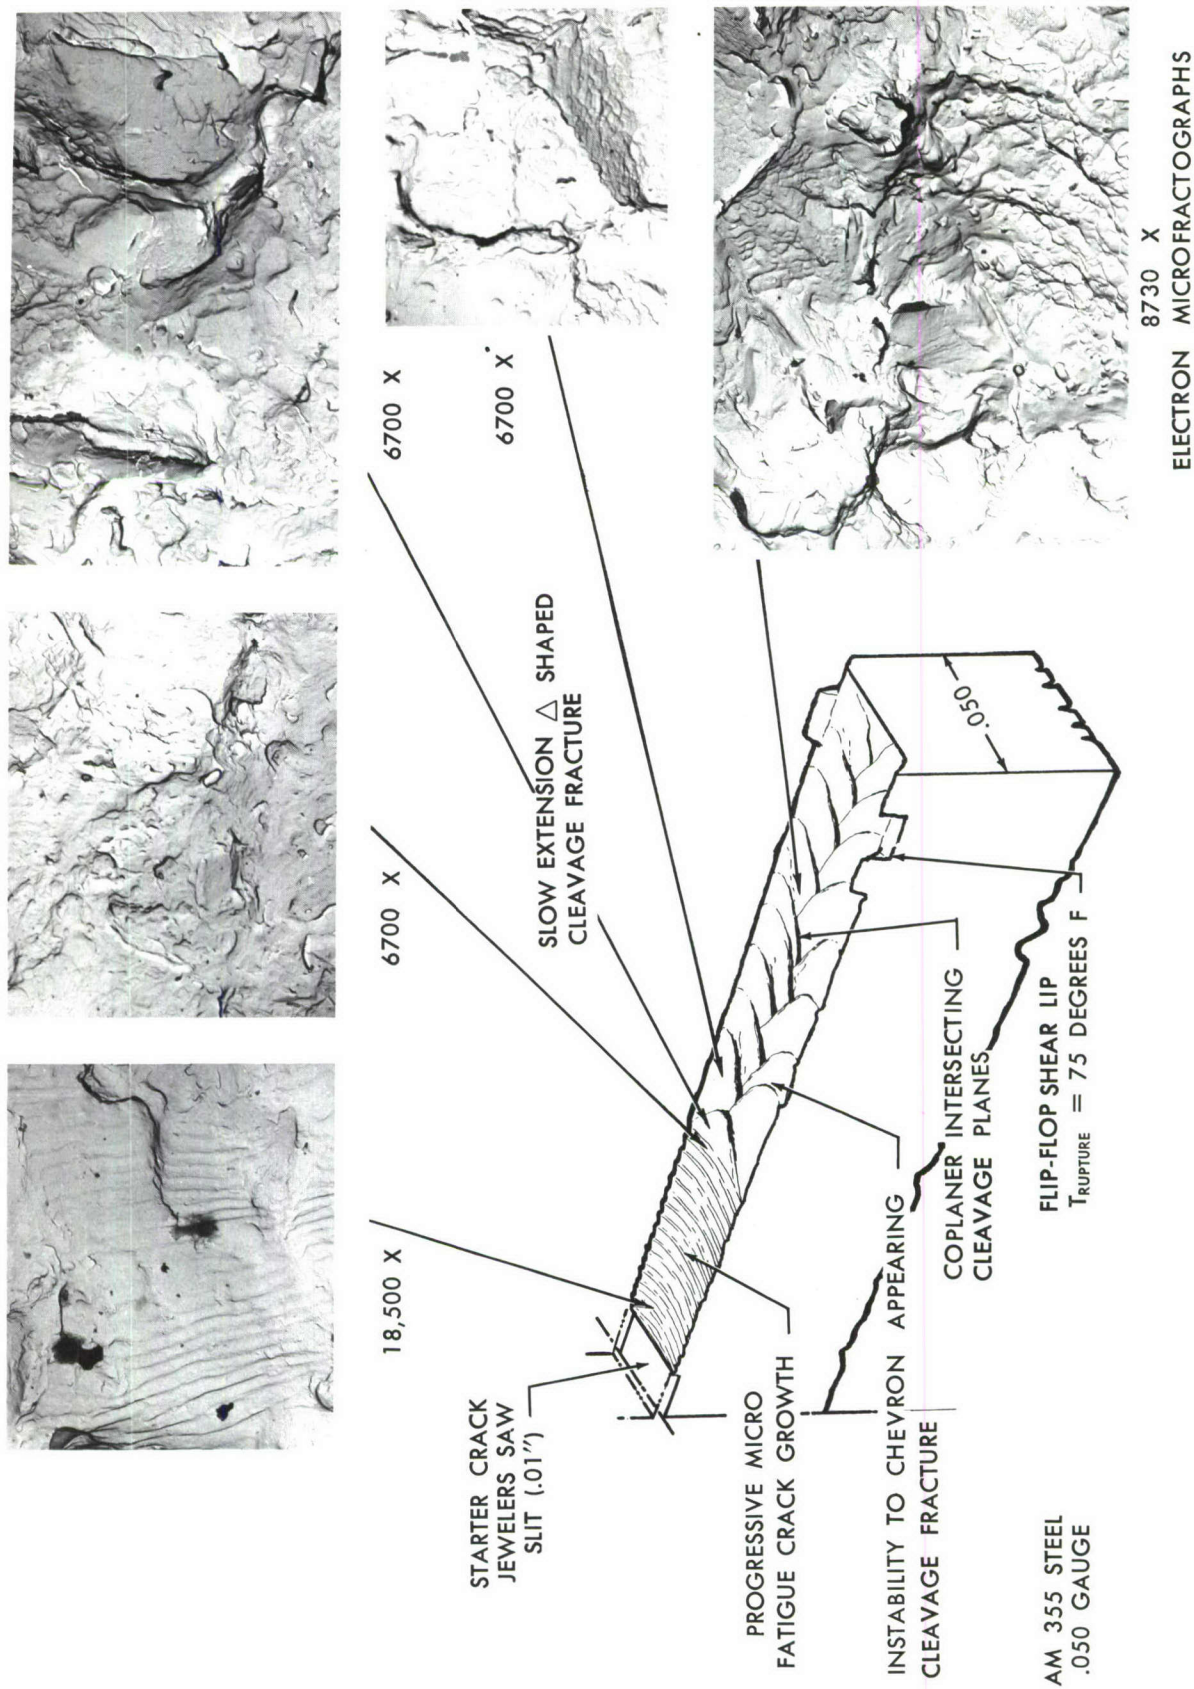 18,500 X
6700 X
6700 X
6700 X
8730 X
ELECTRON MICROFRACTOGRAPHS
STARTER CRACK
JEWELERS SAW
SLIT (.01″)
SLOW EXTENSION △ SHAPED
CLEAVAGE FRACTURE
PROGRESSIVE MICRO
FATIGUE CRACK GROWTH
INSTABILITY TO CHEVRON APPEARING
CLEAVAGE FRACTURE
COPLANER INTERSECTING
CLEAVAGE PLANES
.050
FLIP-FLOP SHEAR LIP
TRUPTURE = 75 DEGREES F
AM 355 STEEL
.050 GAUGE